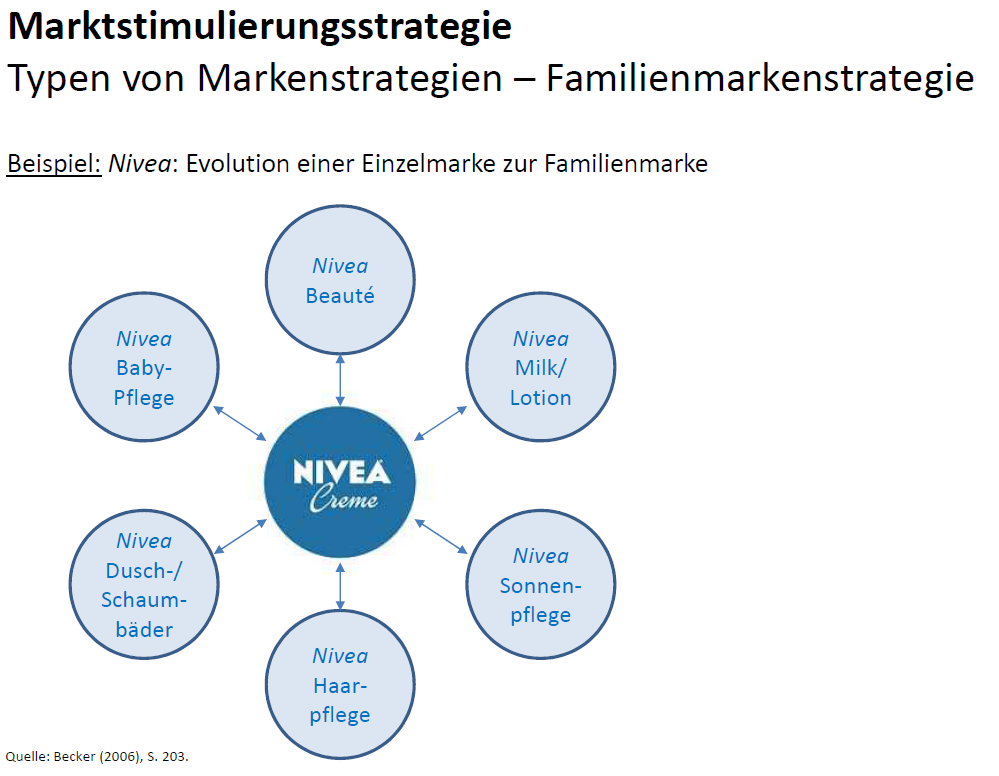 Marktstimulierungsstrategie
Typen von Markenstrategien – Familienmarkenstrategie
Beispiel: Nivea: Evolution einer Einzelmarke zur Familienmarke
Nivea
Beauté
Nivea
Baby-
Pflege
Nivea
Milk/
Lotion
NIVEA
Creme
Nivea
Dusch-/
Schaum-
bäder
Nivea
Sonnen-
pflege
Nivea
Haar-
pflege
Quelle: Becker (2006), S. 203.